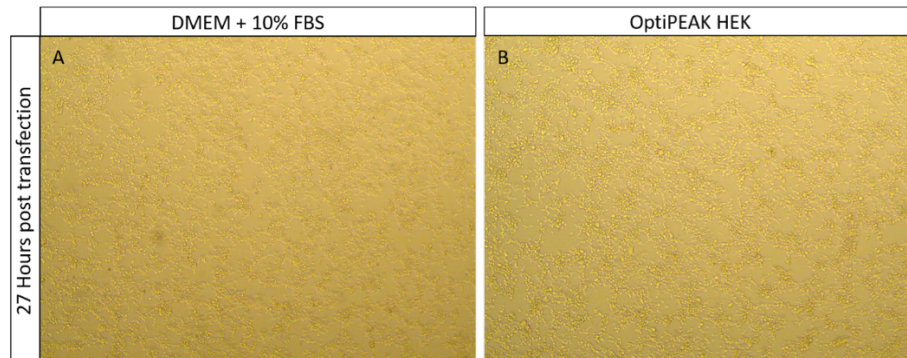 DMEM + 10% FBS
OptiPEAK HEK
27 Hours post transfection
A
B